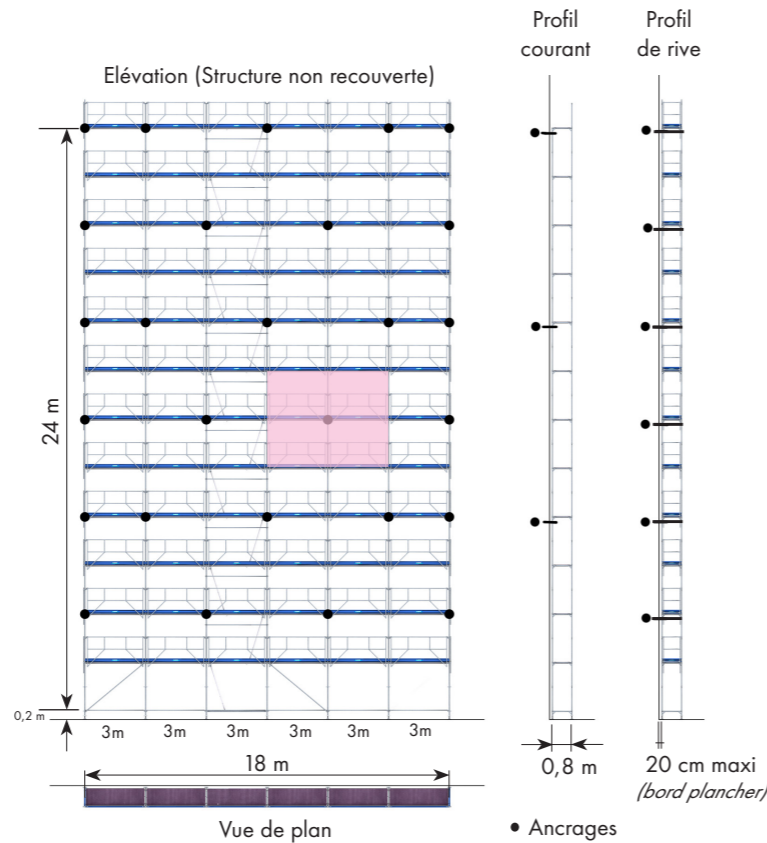 Profil
courant
Profil
de rive
Elévation (Structure non recouverte)
24 m
0,2 m
3m
3m
3m
3m
3m
3m
18 m
0,8 m
20 cm maxi
(bord plancher)
Vue de plan
• Ancrages